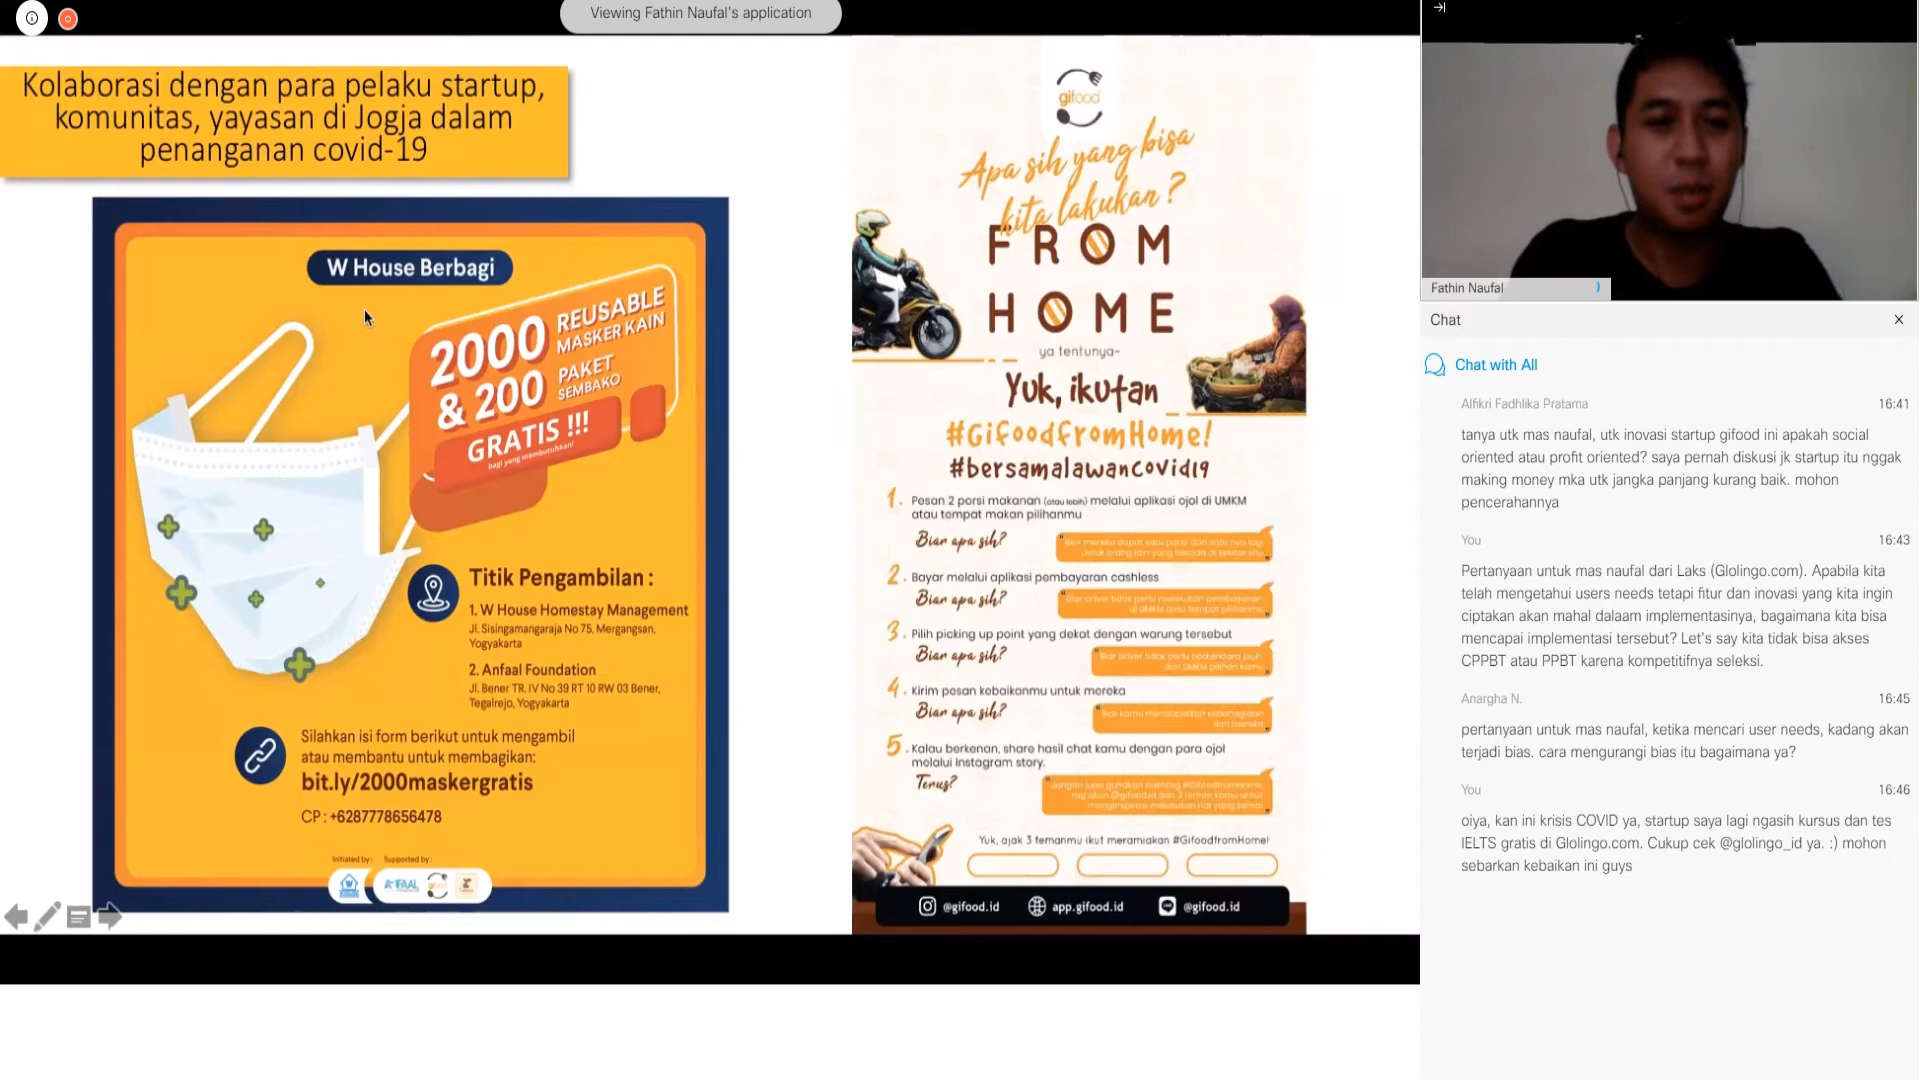 Viewing Fathin Naufal's application
Kolaborasi dengan para pelaku startup,
komunitas, yayasan di Jogja dalam
penanganan covid-19
W House Berbagi
2000 REUSABLE
MASKER KAIN
& 200 PAKET
SEMBAKO
GRATIS !!!
bagi yang membutuhkan!
Titik Pengambilan :
1. W House Homestay Management
Jl. Sisingamangaraja No 75, Mergangsan,
Yogyakarta
2. Anfaal Foundation
Jl. Bener TR. IV No 39 RT 10 RW 03 Bener,
Tegalrejo, Yogyakarta
Silahkan isi form berikut untuk mengambil
atau membantu untuk membagikan:
bit.ly/2000maskergratis
CP : +6287778656478
Initiated by : Supported by :
gifood
Apa sih yang bisa
kita lakukan ?
FROM
HOME
ya tentunya-
Yuk, ikutan
#GifoodfromHome!
#bersamalawancovid19
1. Pesan 2 porsi makanan (atau lebih) melalui aplikasi ojol di UMKM
atau tempat makan pilihanmu
Biar apa sih?
2. Bayar melalui aplikasi pembayaran cashless
Biar apa sih?
3. Pilih picking up point yang dekat dengan warung tersebut
Biar apa sih?
4. Kirim pesan kebaikanmu untuk mereka
Biar apa sih?
5. Kalau berkenan, share hasil chat kamu dengan para ojol
melalui Instagram story.
Terus?
Yuk, ajak 3 temanmu ikut meramiakan #GifoodfromHome!
@gifood.id app.gifood.id @gifood.id
Fathin Naufal
Chat
Chat with All
Alfikri Fadhlika Pratama 16:41
tanya utk mas naufal, utk inovasi startup gifood ini apakah social
oriented atau profit oriented? saya pernah diskusi jk startup itu nggak
making money mka utk jangka panjang kurang baik. mohon
pencerahannya
You 16:43
Pertanyaan untuk mas naufal dari Laks (Glolingo.com). Apabila kita
telah mengetahui users needs tetapi fitur dan inovasi yang kita ingin
ciptakan akan mahal dalaam implementasinya, bagaimana kita bisa
mencapai implementasi tersebut? Let's say kita tidak bisa akses
CPPBT atau PPBT karena kompetitifnya seleksi.
Anargha N. 16:45
pertanyaan untuk mas naufal, ketika mencari user needs, kadang akan
terjadi bias. cara mengurangi bias itu bagaimana ya?
You 16:46
oiya, kan ini krisis COVID ya, startup saya lagi ngasih kursus dan tes
IELTS gratis di Glolingo.com. Cukup cek @glolingo_id ya. :) mohon
sebarkan kebaikan ini guys